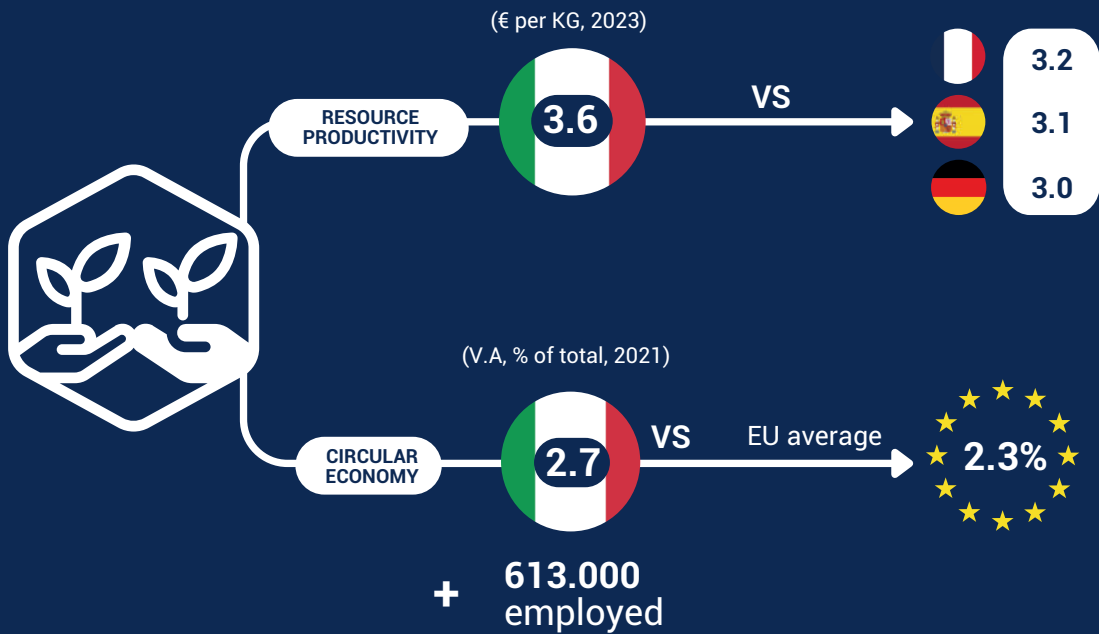 (€ per KG, 2023)
RESOURCE
PRODUCTIVITY
3.6
VS
3.2
3.1
3.0
(V.A, % of total, 2021)
CIRCULAR
ECONOMY
2.7
VS
EU average
2.3%
+ 613.000
employed